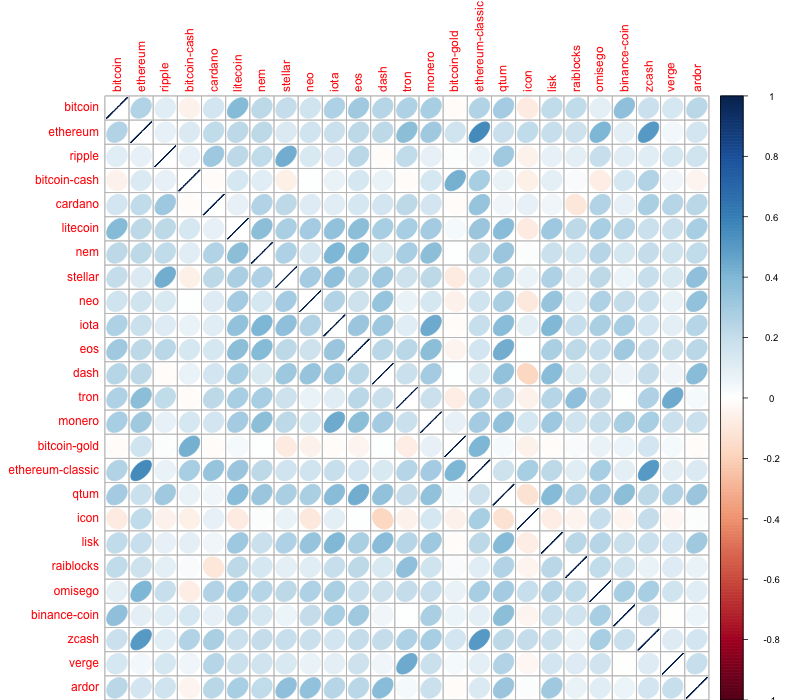 bitcoin
ethereum
ripple
bitcoin-cash
cardano
litecoin
nem
stellar
neo
iota
eos
dash
tron
monero
bitcoin-gold
ethereum-classic
qtum
icon
lisk
raiblocks
omisego
binance-coin
zcash
verge
ardor
bitcoin
ethereum
ripple
bitcoin-cash
cardano
litecoin
nem
stellar
neo
iota
eos
dash
tron
monero
bitcoin-gold
ethereum-classic
qtum
icon
lisk
raiblocks
omisego
binance-coin
zcash
verge
ardor
1
0.8
0.6
0.4
0.2
0
-0.2
-0.4
-0.6
-0.8
-1